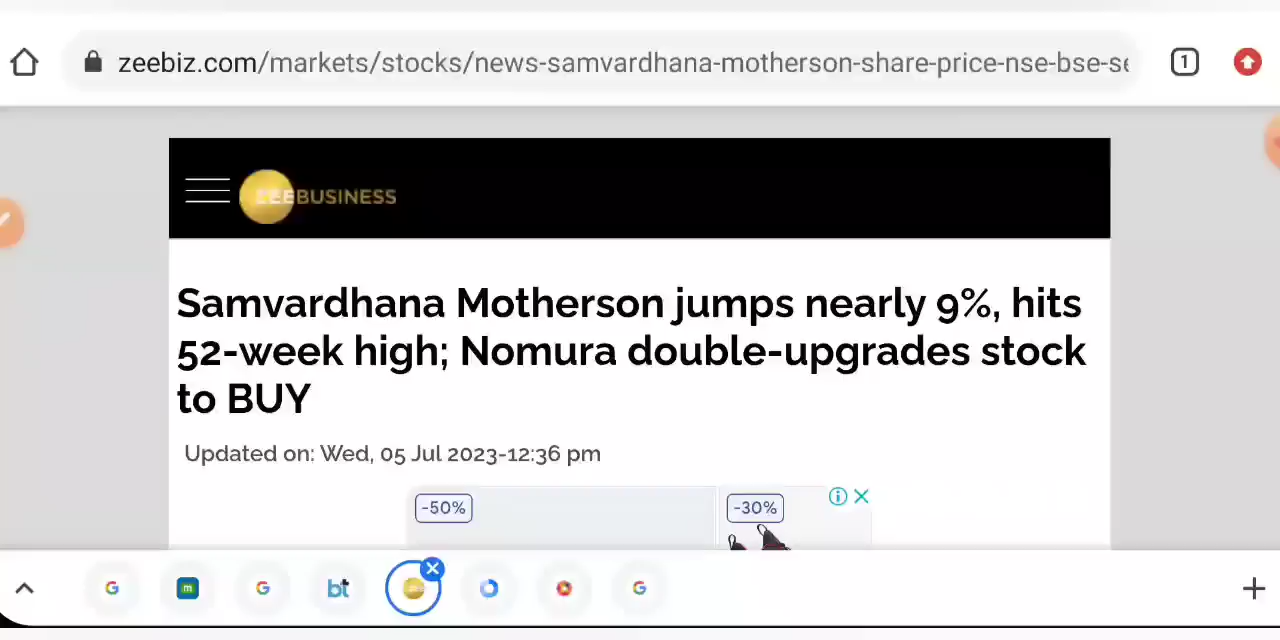 zeebiz.com/markets/stocks/news-samvardhana-motherson-share-price-nse-bse-se
1
ZEEBUSINESS
Samvardhana Motherson jumps nearly 9%, hits
52-week high; Nomura double-upgrades stock
to BUY
Updated on: Wed, 05 Jul 2023-12:36 pm
-50%
-30%
G
m
G
bt
G